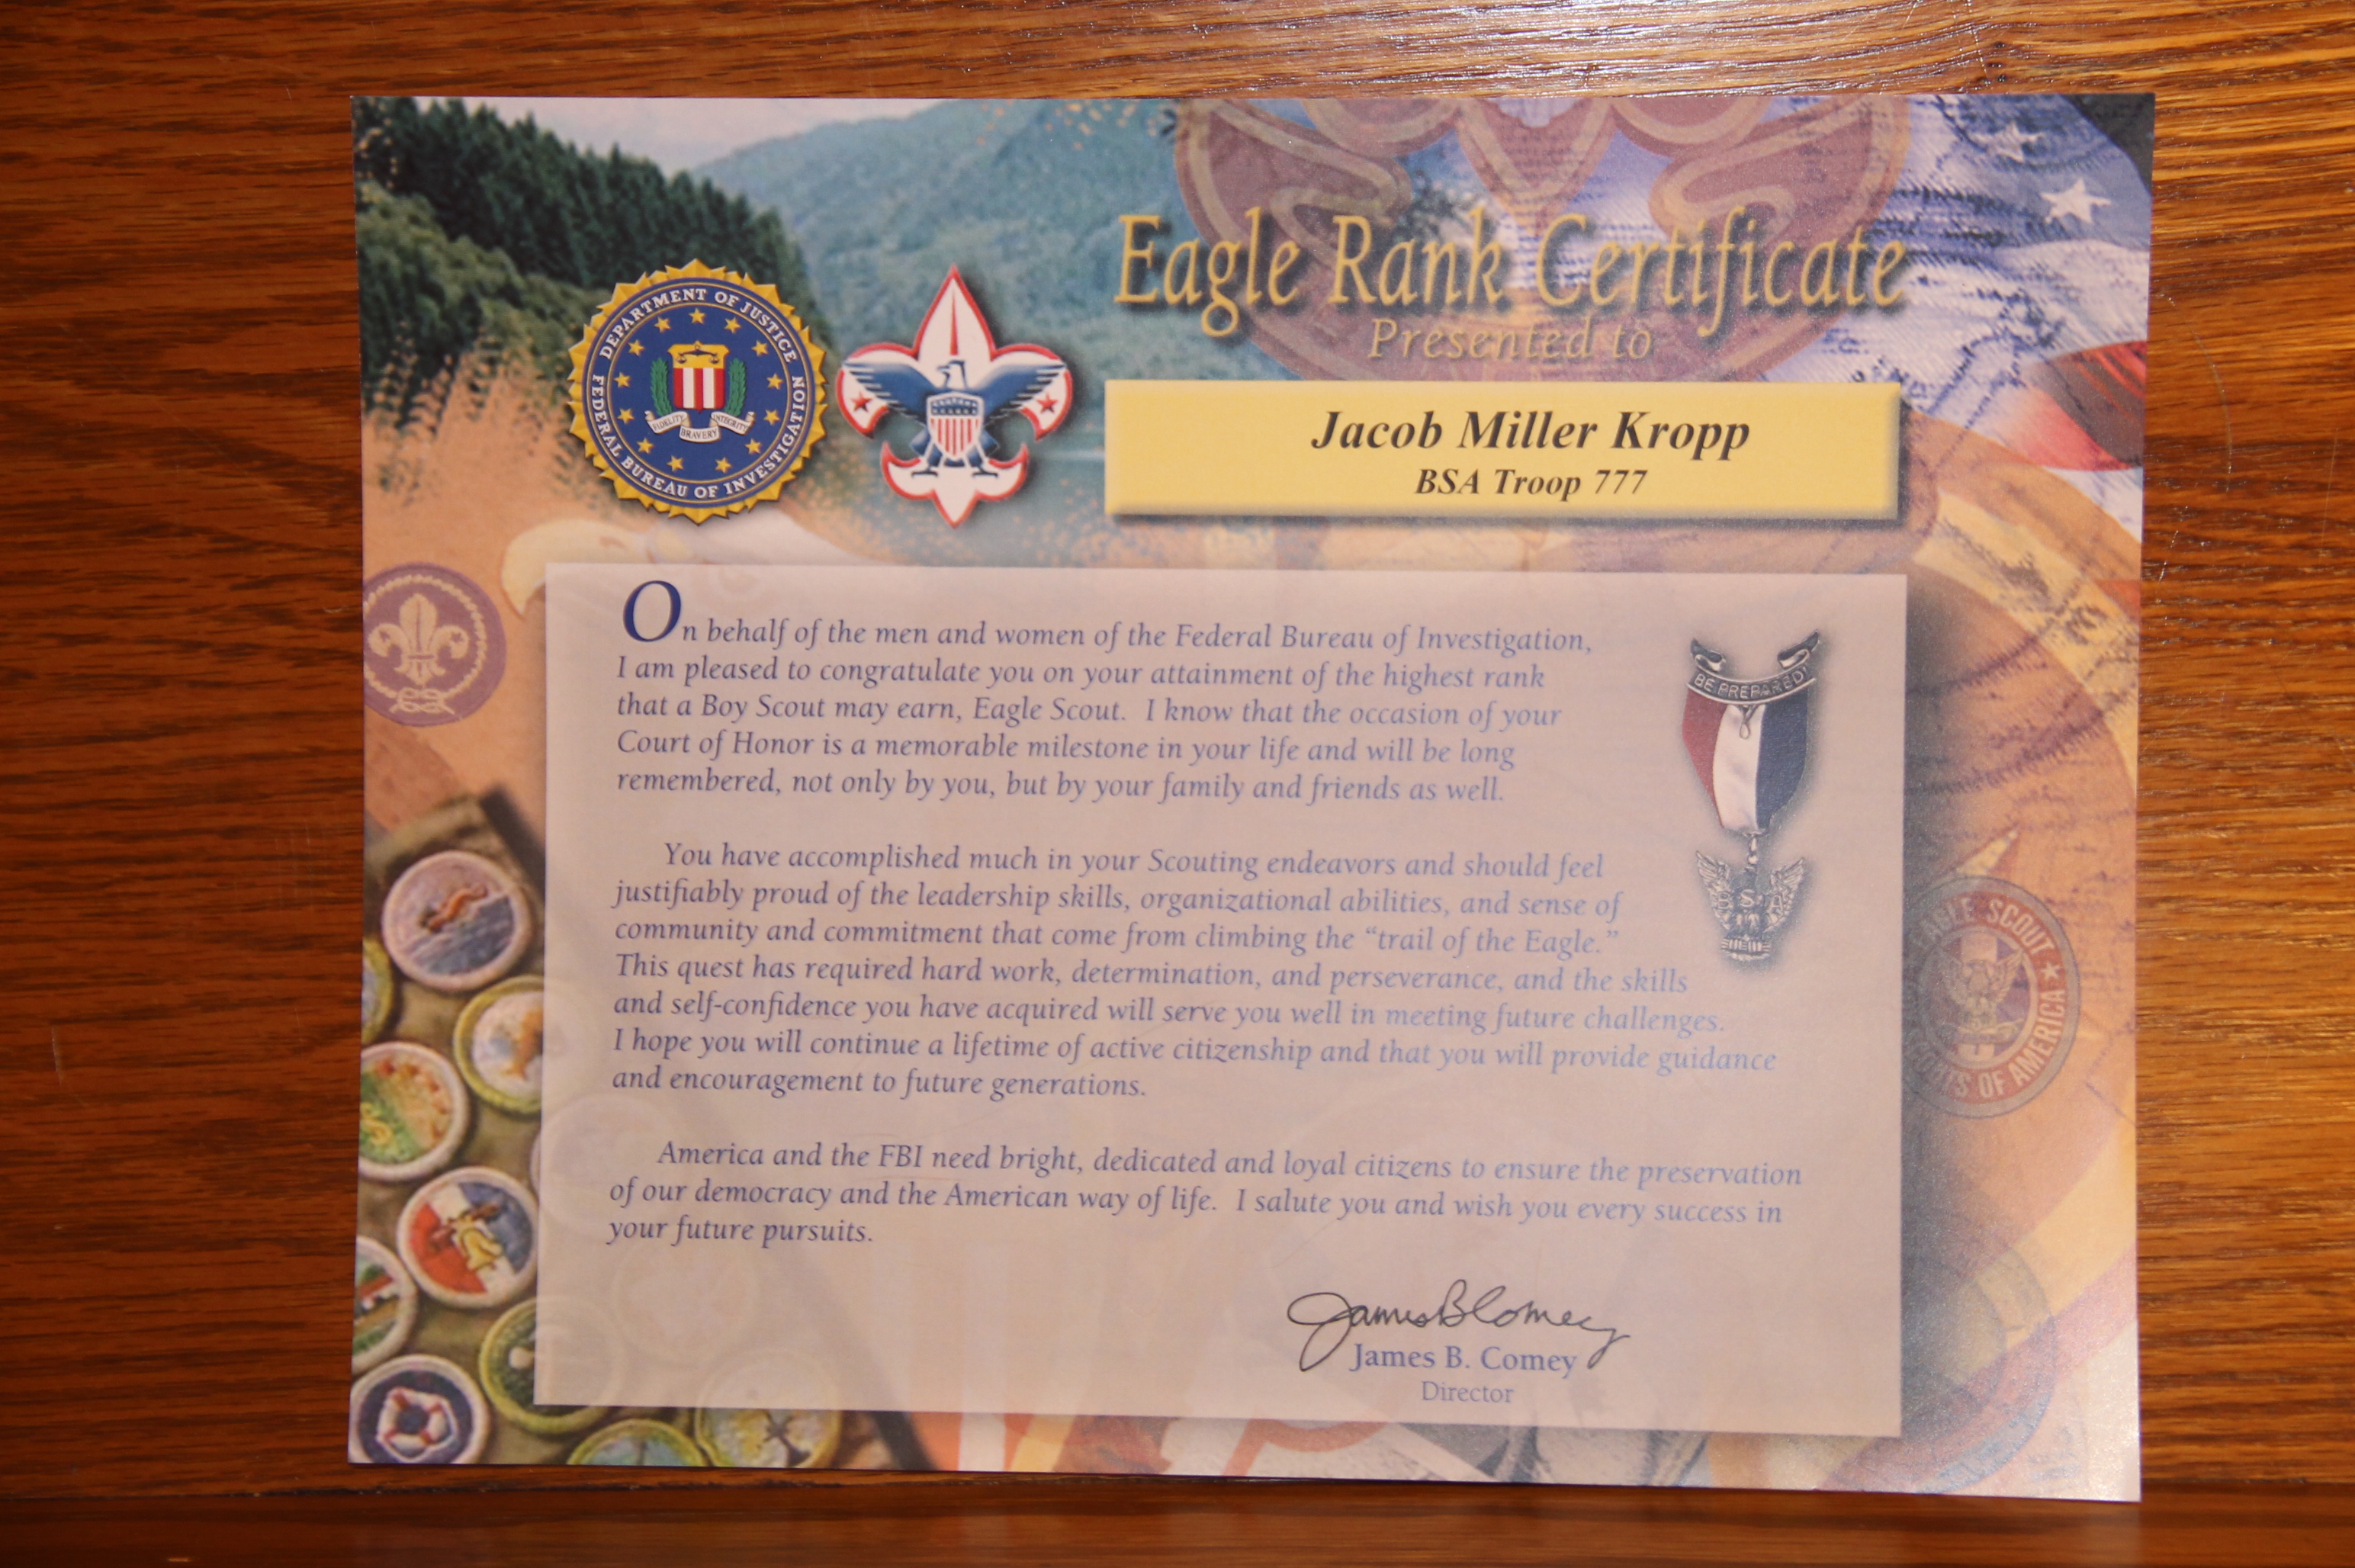 Eagle Rank Certificate
Presented to
Jacob Miller Kropp
BSA Troop 777
DEPARTMENT OF JUSTICE
FEDERAL BUREAU OF INVESTIGATION
FIDELITY BRAVERY INTEGRITY
On behalf of the men and women of the Federal Bureau of Investigation,
I am pleased to congratulate you on your attainment of the highest rank
that a Boy Scout may earn, Eagle Scout. I know that the occasion of your
Court of Honor is a memorable milestone in your life and will be long
remembered, not only by you, but by your family and friends as well.
BE PREPARED
You have accomplished much in your Scouting endeavors and should feel
justifiably proud of the leadership skills, organizational abilities, and sense of
community and commitment that come from climbing the “trail of the Eagle.”
This quest has required hard work, determination, and perseverance, and the skills
and self-confidence you have acquired will serve you well in meeting future challenges.
I hope you will continue a lifetime of active citizenship and that you will provide guidance
and encouragement to future generations.
BSA
EAGLE SCOUT
OF AMERICA
America and the FBI need bright, dedicated and loyal citizens to ensure the preservation
of our democracy and the American way of life. I salute you and wish you every success in
your future pursuits.
James B Comey
James B. Comey
Director